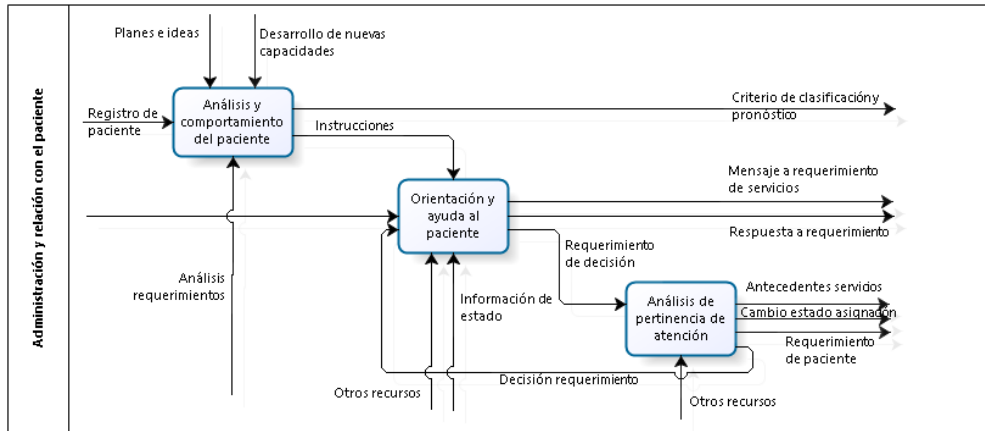 Administración y relación con el paciente
Planes e ideas
Desarrollo de nuevas
capacidades
Registro de
paciente
Análisis y
comportamiento
del paciente
Criterio de clasificación y
pronóstico
Instrucciones
Mensaje a requerimiento
de servicios
Orientación y
ayuda al
paciente
Respuesta a requerimiento
Requerimiento
de decisión
Análisis
requerimientos
Información de
estado
Antecedentes servicios
Análisis de
pertinencia de
atención
Cambio estado asignación
Requerimiento
de paciente
Decisión requerimiento
Otros recursos
Otros recursos